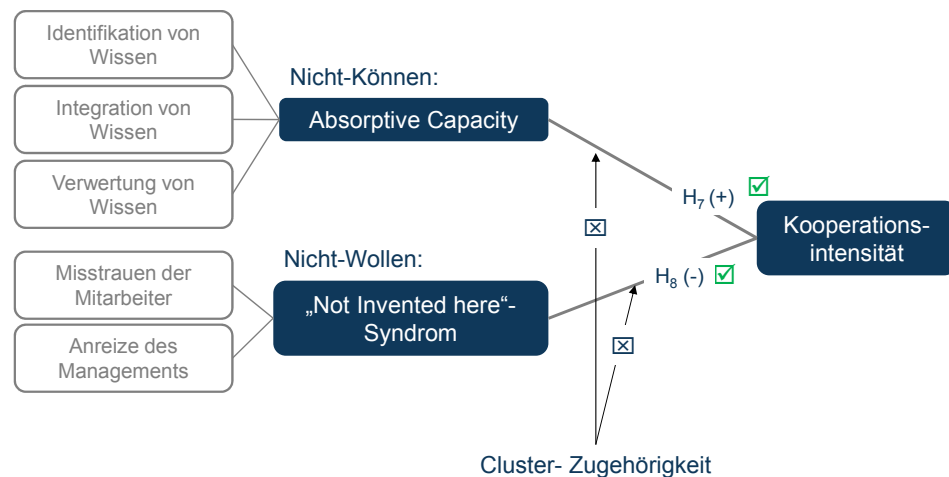 Identifikation von
Wissen
Integration von
Wissen
Verwertung von
Wissen
Nicht-Können:
Absorptive Capacity
Misstrauen der
Mitarbeiter
Anreize des
Managements
Nicht-Wollen:
„Not Invented here“-
Syndrom
H₇ (+)
H₈ (-)
Kooperations-
intensität
Cluster- Zugehörigkeit